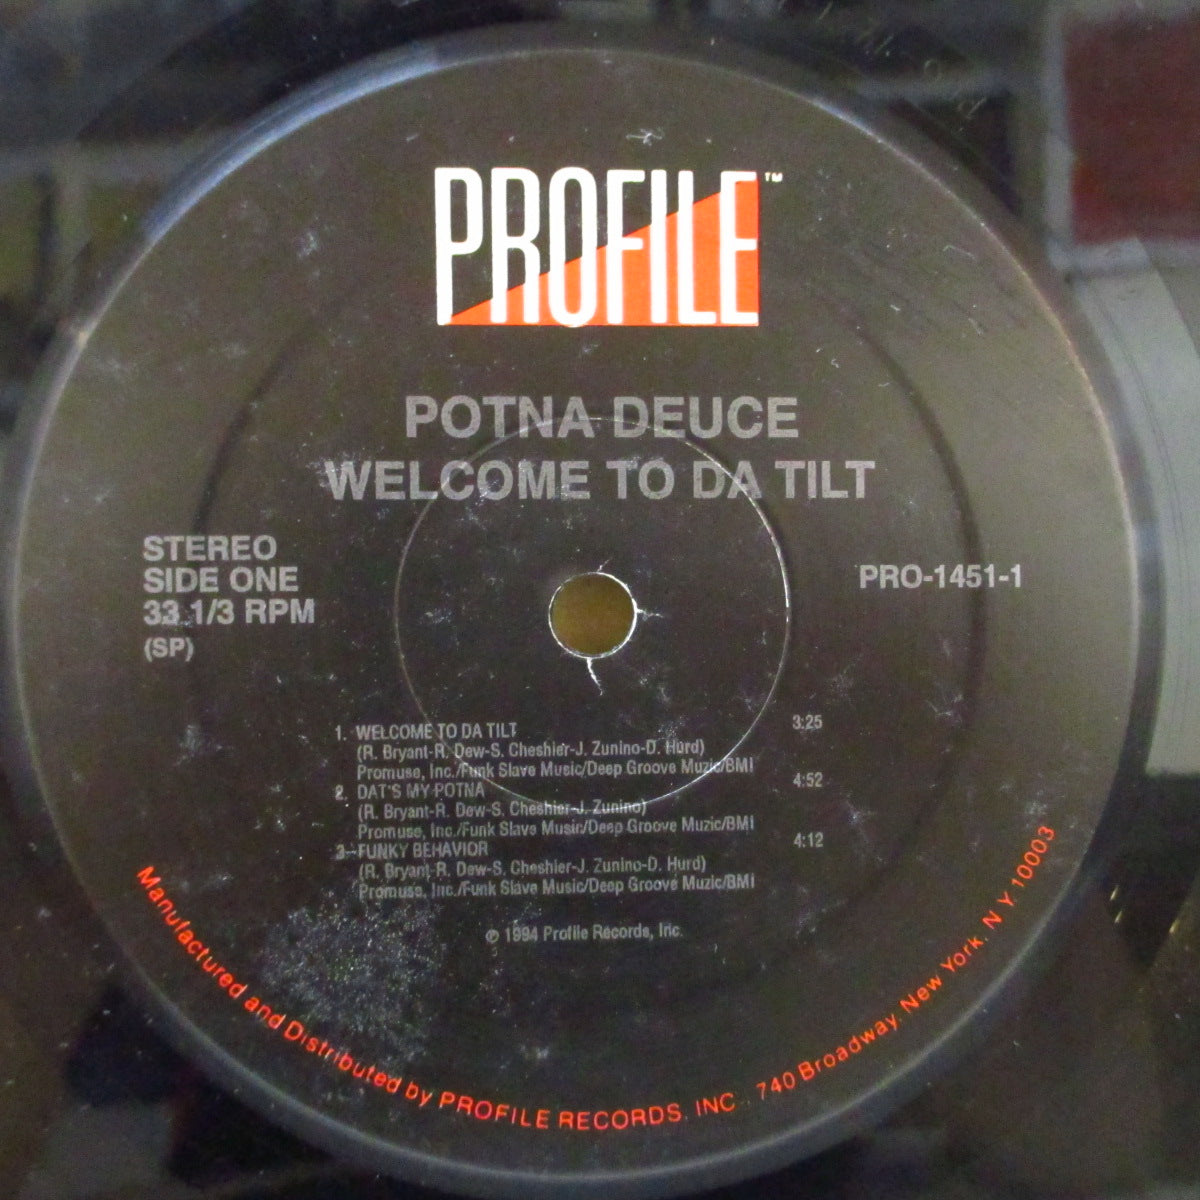 PROFILE™
POTNA DEUCE
WELCOME TO DA TILT
STEREO
SIDE ONE
33 1/3 RPM
(SP)
PRO-1451-1
1. WELCOME TO DA TILT 3:25
(R. Bryant-R. Dew-S. Cheshier-J. Zunino-D. Hurd)
Promuse, Inc./Funk Slave Music/Deep Groove Muzic/BMI
2. DAT'S MY POTNA 4:52
(R. Bryant-R. Dew-S. Cheshier-J. Zunino)
Promuse, Inc./Funk Slave Music/Deep Groove Muzic/BMI
3. FUNKY BEHAVIOR 4:12
(R. Bryant-R. Dew-S. Cheshier-J. Zunino-D. Hurd)
Promuse, Inc./Funk Slave Music/Deep Groove Muzic/BMI
℗ 1994 Profile Records, Inc.
Manufactured and Distributed by PROFILE RECORDS, INC., 740 Broadway, New York, N Y 10003